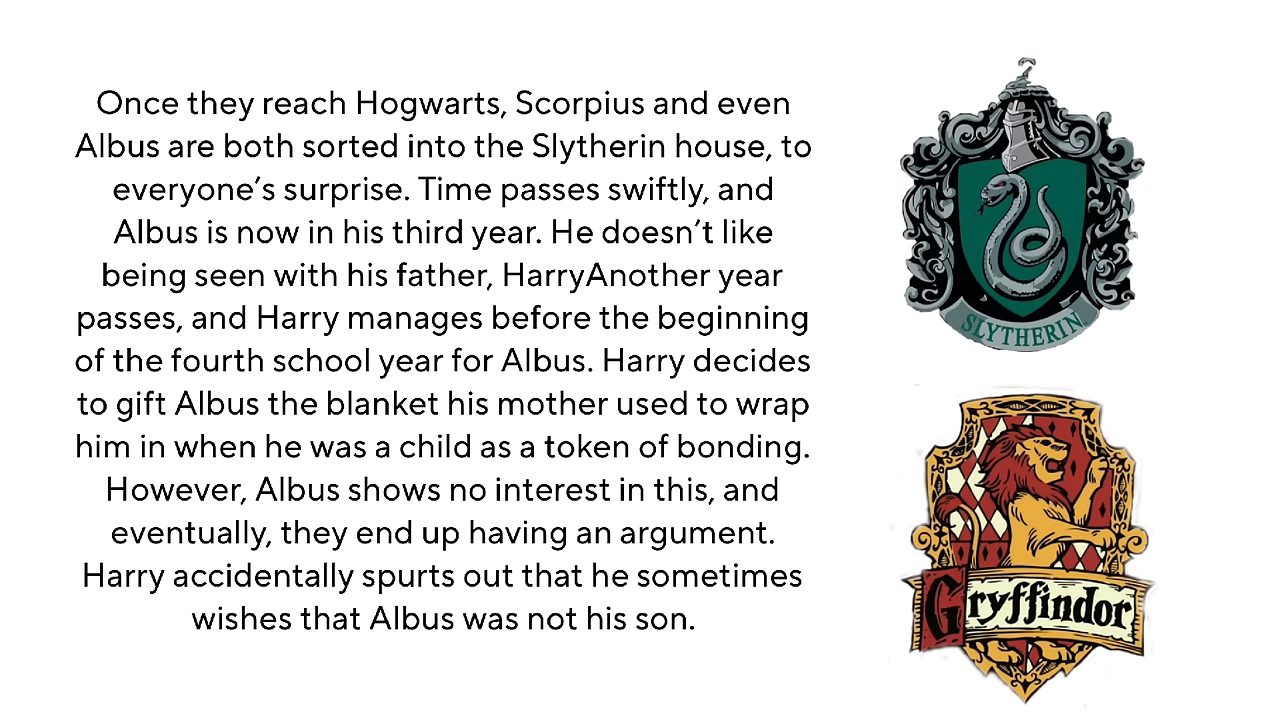 Once they reach Hogwarts, Scorpius and even
Albus are both sorted into the Slytherin house, to
everyone’s surprise. Time passes swiftly, and
Albus is now in his third year. He doesn’t like
being seen with his father, HarryAnother year
passes, and Harry manages before the beginning
of the fourth school year for Albus. Harry decides
to gift Albus the blanket his mother used to wrap
him in when he was a child as a token of bonding.
However, Albus shows no interest in this, and
eventually, they end up having an argument.
Harry accidentally spurts out that he sometimes
wishes that Albus was not his son.
SLYTHERIN
Gryffindor